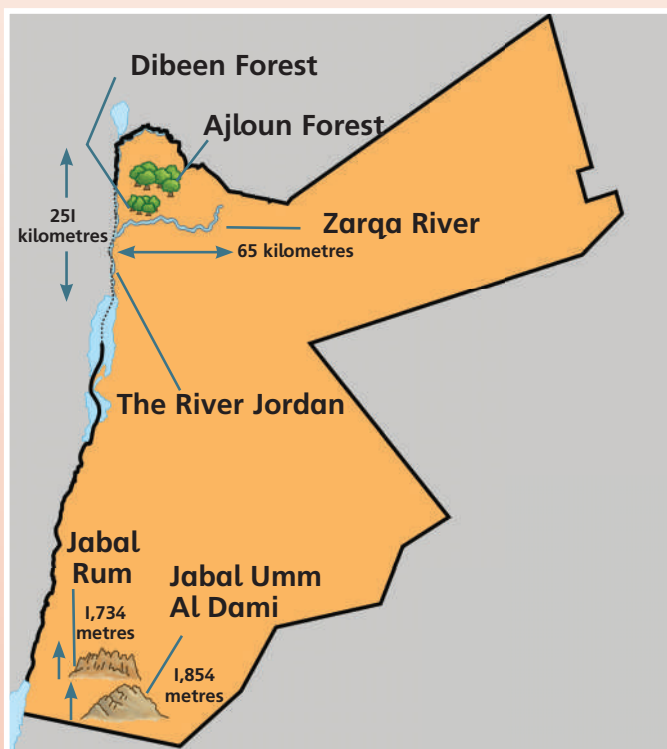 Dibeen Forest
Ajloun Forest
251
kilometres
Zarqa River
65 kilometres
The River Jordan
Jabal
Rum
1,734
metres
Jabal Umm
Al Dami
1,854
metres